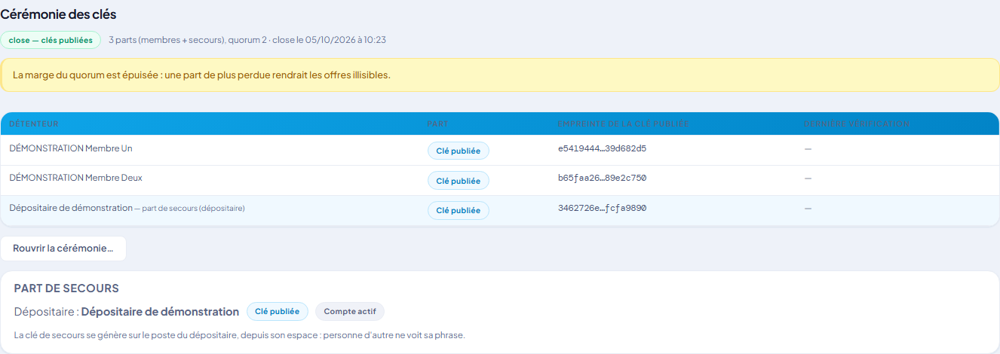 Cérémonie des clés
close — clés publiées 3 parts (membres + secours), quorum 2 · close le 05/10/2026 à 10:23
La marge du quorum est épuisée : une part de plus perdue rendrait les offres illisibles.
DÉTENTEUR PART EMPREINTE DE LA CLÉ PUBLIÉE DERNIÈRE VÉRIFICATION
DÉMONSTRATION Membre Un Clé publiée e5419444…39d682d5 —
DÉMONSTRATION Membre Deux Clé publiée b65faa26…89e2c750 —
Dépositaire de démonstration — part de secours (dépositaire) Clé publiée 3462726e…fcfa9890 —
Rouvrir la cérémonie…
PART DE SECOURS
Dépositaire : Dépositaire de démonstration Clé publiée Compte actif
La clé de secours se génère sur le poste du dépositaire, depuis son espace : personne d'autre ne voit sa phrase.